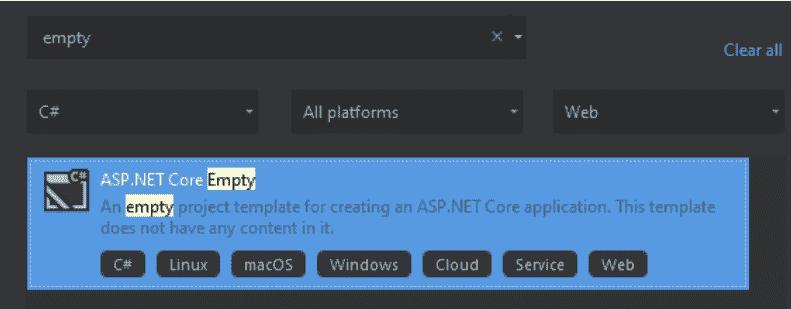 empty
Clear all
C#
All platforms
Web
C#
ASP.NET Core Empty
An empty project template for creating an ASP.NET Core application. This template
does not have any content in it.
C#
Linux
macOS
Windows
Cloud
Service
Web